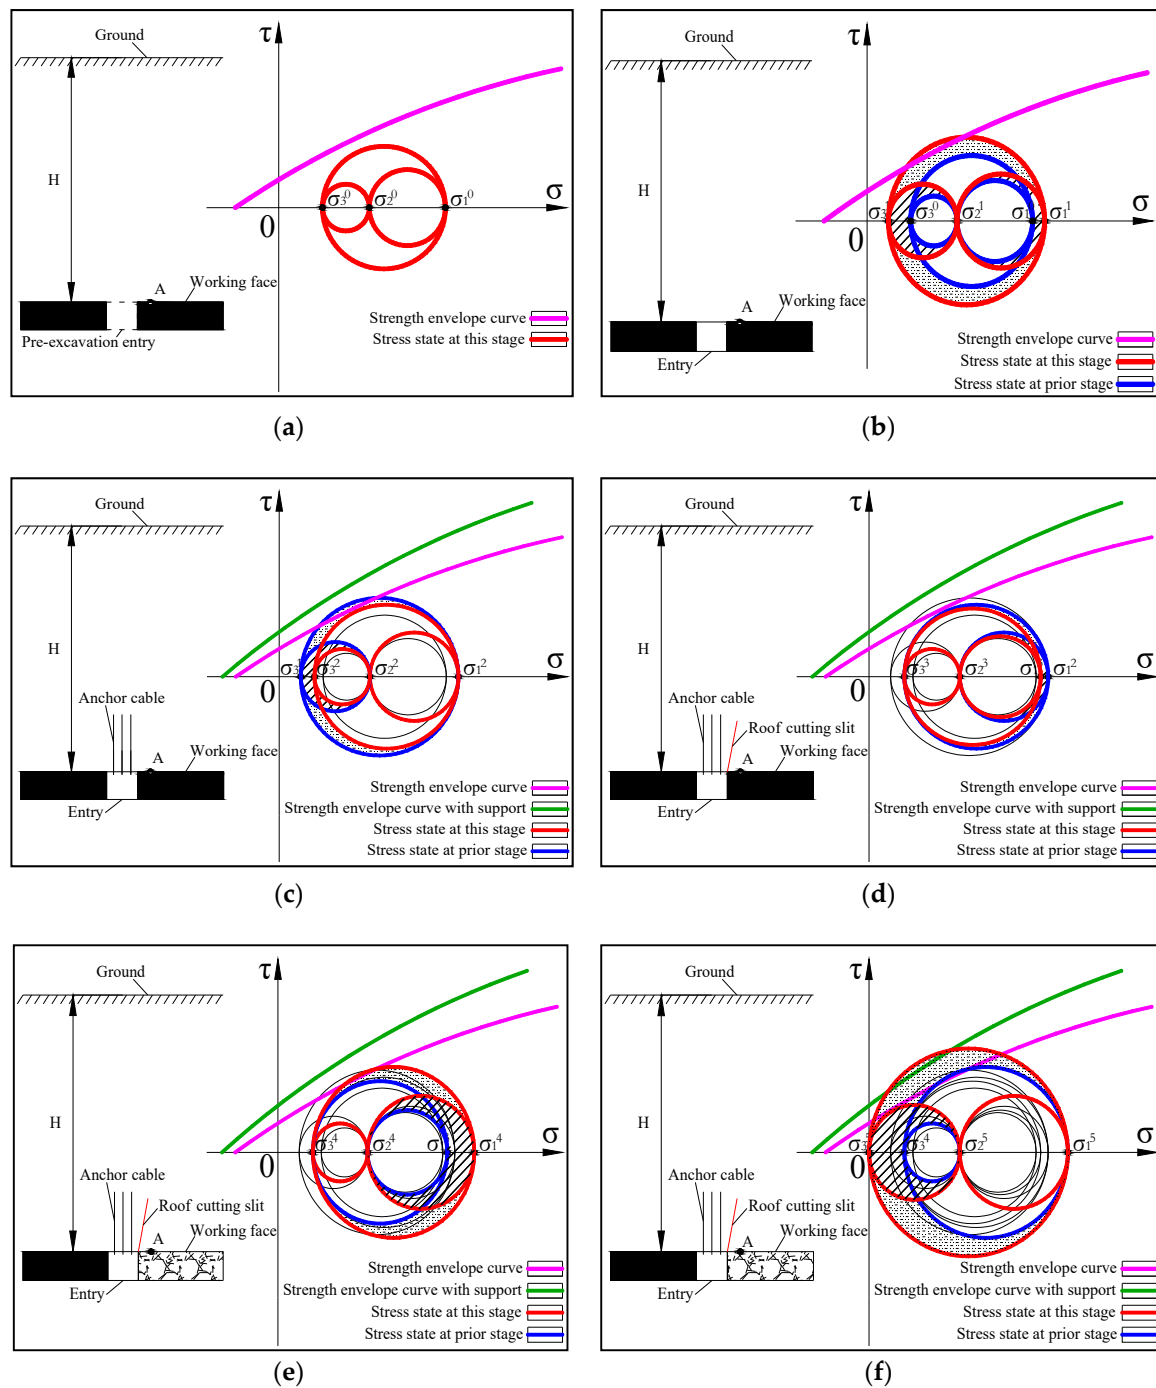 τ
Ground
H
σ
σ₃⁰
σ₂⁰
σ₁⁰
0
Working face
A
Pre-excavation entry
Strength envelope curve
Stress state at this stage
(a)
τ
Ground
H
σ
σ₃¹
σ₃⁰
σ₂¹
σ₁⁰
σ₁¹
0
Working face
A
Entry
Strength envelope curve
Stress state at this stage
Stress state at prior stage
(b)
τ
Ground
H
σ
σ₃¹
σ₃²
σ₂²
σ₁²
0
Anchor cable
Working face
A
Entry
Strength envelope curve
Strength envelope curve with support
Stress state at this stage
Stress state at prior stage
(c)
τ
Ground
H
σ
σ₃³
σ₂³
σ₁
σ₁²
0
Anchor cable
Roof cutting slit
Working face
A
Entry
Strength envelope curve
Strength envelope curve with support
Stress state at this stage
Stress state at prior stage
(d)
τ
Ground
H
σ
σ₃⁴
σ₂⁴
σ₁
σ₁⁴
0
Anchor cable
Roof cutting slit
Working face
A
Entry
Strength envelope curve
Strength envelope curve with support
Stress state at this stage
Stress state at prior stage
(e)
τ
Ground
H
σ
σ₃⁵
σ₃⁴
σ₂⁵
σ₁⁵
0
Anchor cable
Roof cutting slit
Working face
A
Entry
Strength envelope curve
Strength envelope curve with support
Stress state at this stage
Stress state at prior stage
(f)